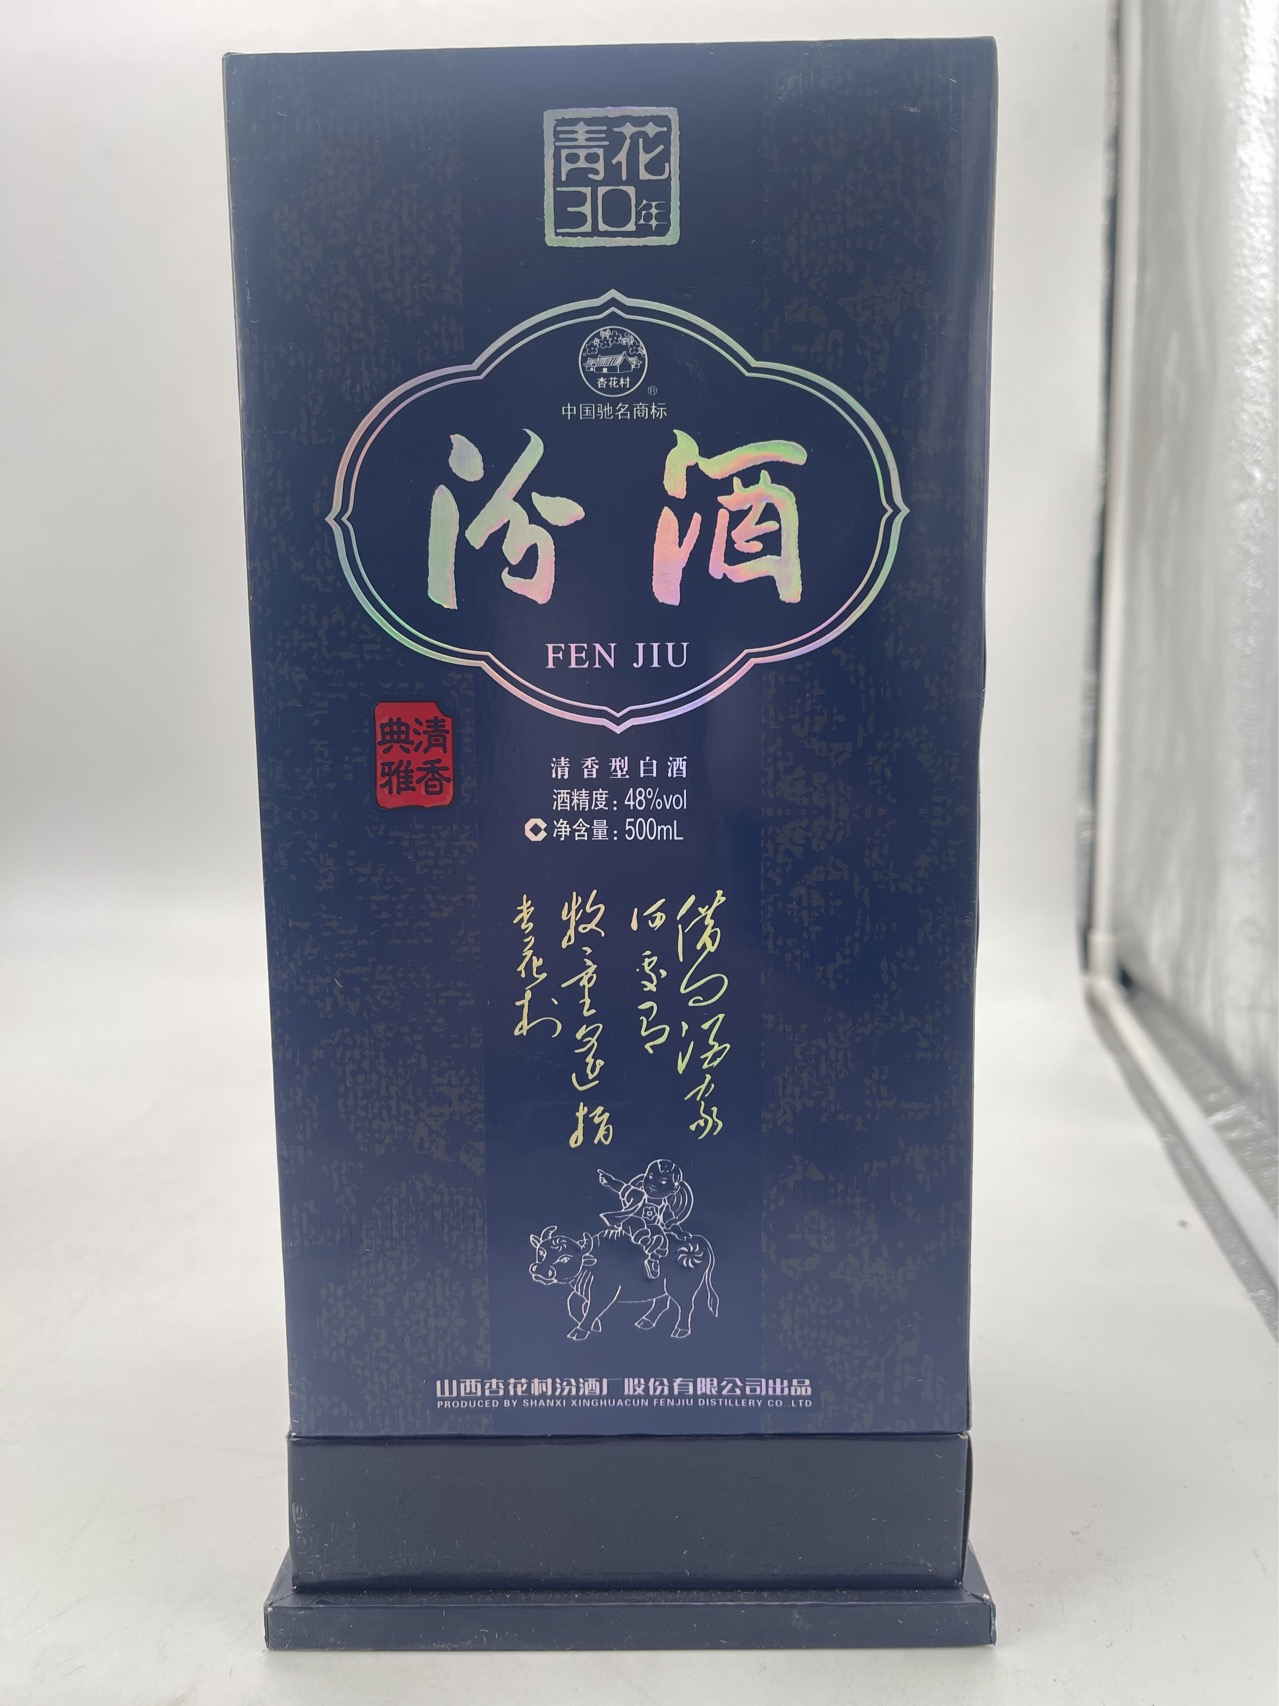 青花
30年
杏花村
®
中国驰名商标
汾酒
FEN JIU
清香
典雅
清香型白酒
酒精度：48%vol
净含量：500mL
借问酒家
何处有
牧童遥指
杏花村
山西杏花村汾酒厂股份有限公司出品
PRODUCED BY SHANXI XINGHUACUN FENJIU DISTILLERY CO.,LTD